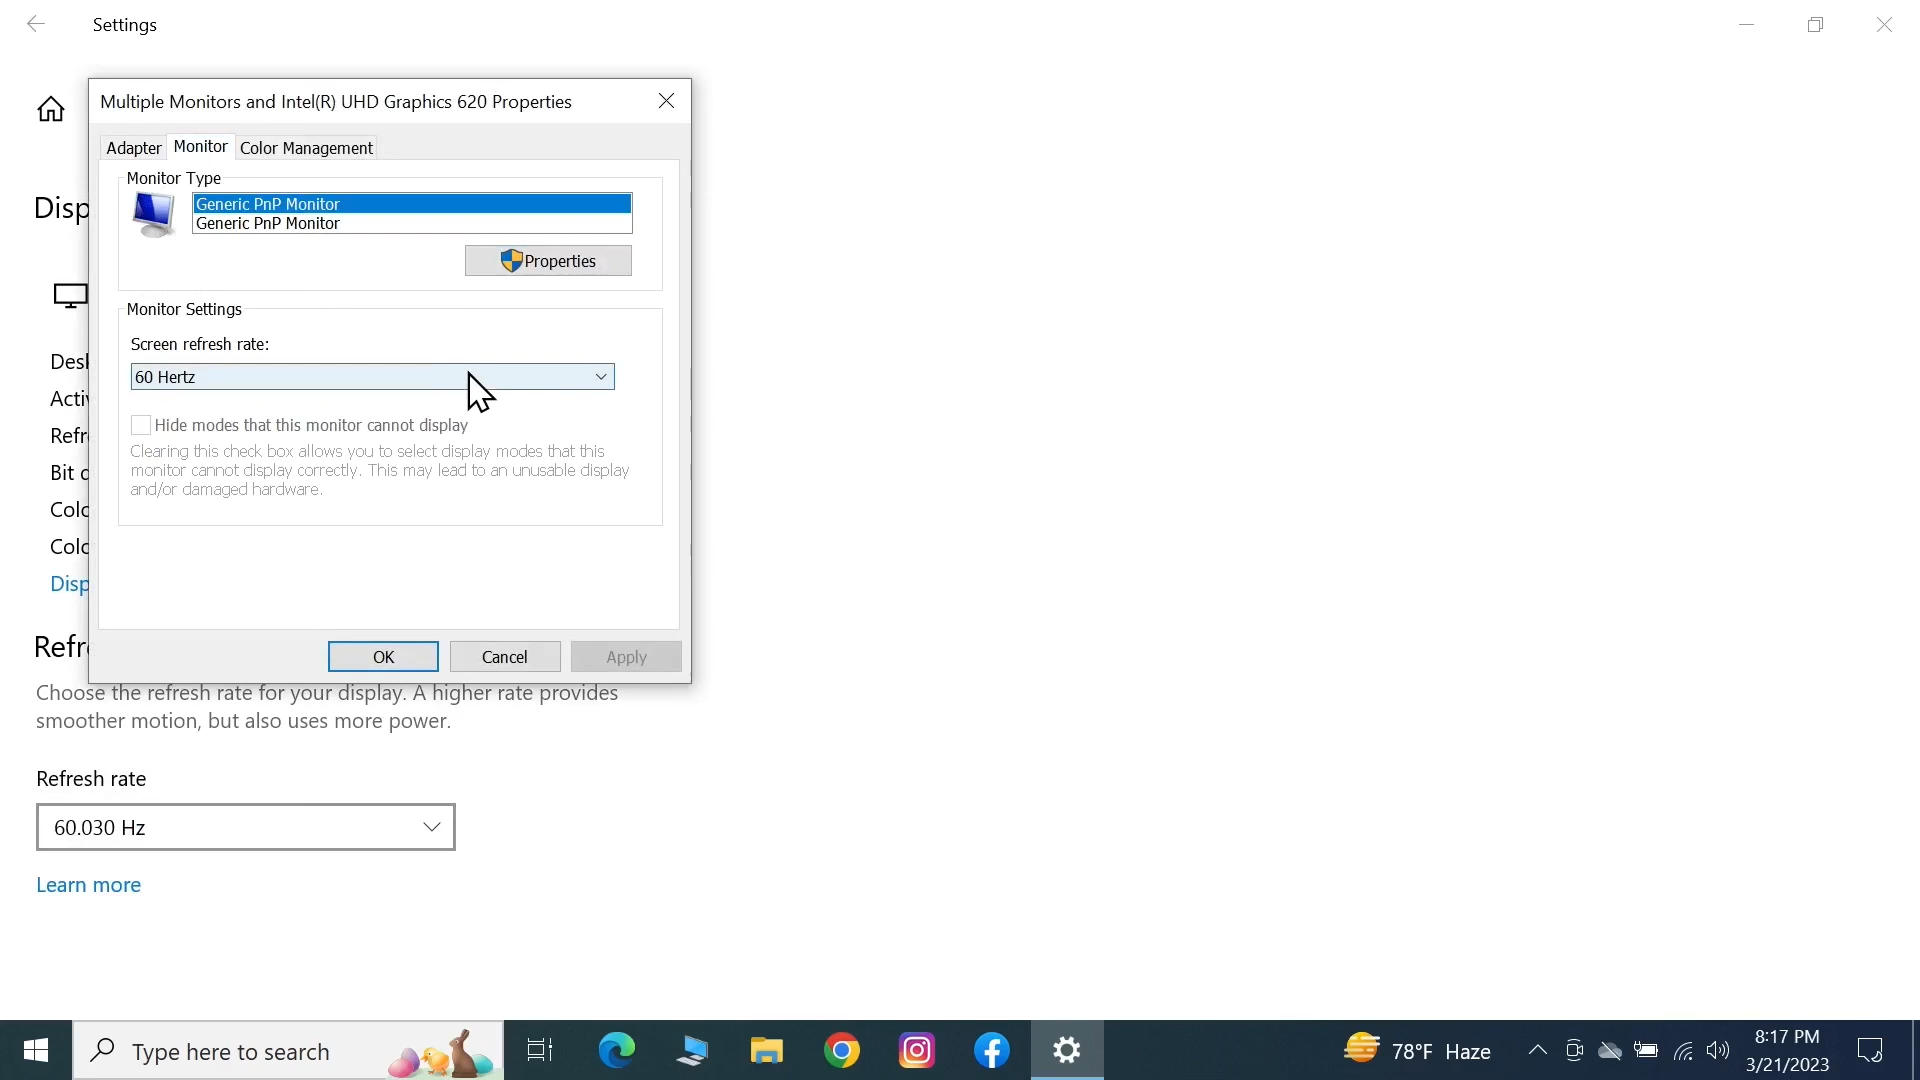 Settings
Multiple Monitors and Intel(R) UHD Graphics 620 Properties
Adapter
Monitor
Color Management
Monitor Type
Generic PnP Monitor
Generic PnP Monitor
Properties
Monitor Settings
Screen refresh rate:
60 Hertz
Hide modes that this monitor cannot display
Clearing this check box allows you to select display modes that this
monitor cannot display correctly. This may lead to an unusable display
and/or damaged hardware.
OK
Cancel
Apply
Disp
Desk
Activ
Refr
Bit d
Colo
Colo
Disp
Refr
Choose the refresh rate for your display. A higher rate provides
smoother motion, but also uses more power.
Refresh rate
60.030 Hz
Learn more
Type here to search
78°F Haze
8:17 PM
3/21/2023